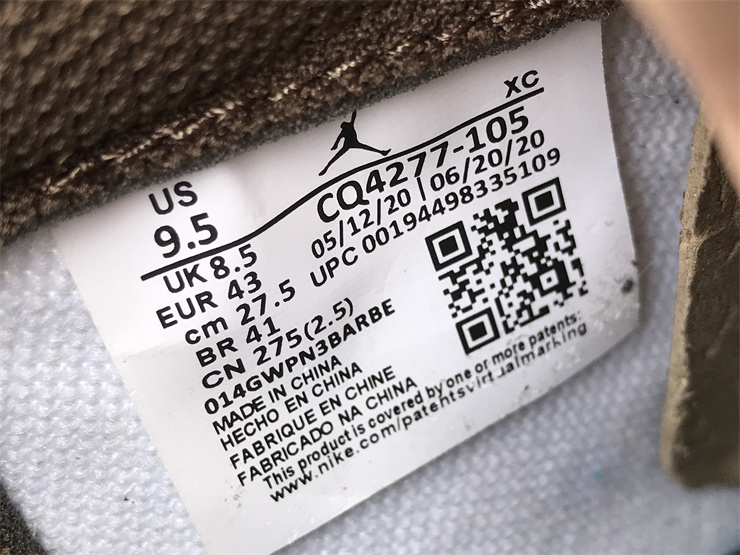 XC
US
9.5
CQ4277-105
05/12/20 | 06/20/20
UPC 00194498335109
UK 8.5
EUR 43
cm 27.5
BR 41
CN 275(2.5)
014GWPN3BARBE
MADE IN CHINA
HECHO EN CHINA
FABRIQUE EN CHINE
FABRICADO NA CHINA
This product is covered by one or more patents:
www.nike.com/patentsvirtualmarking